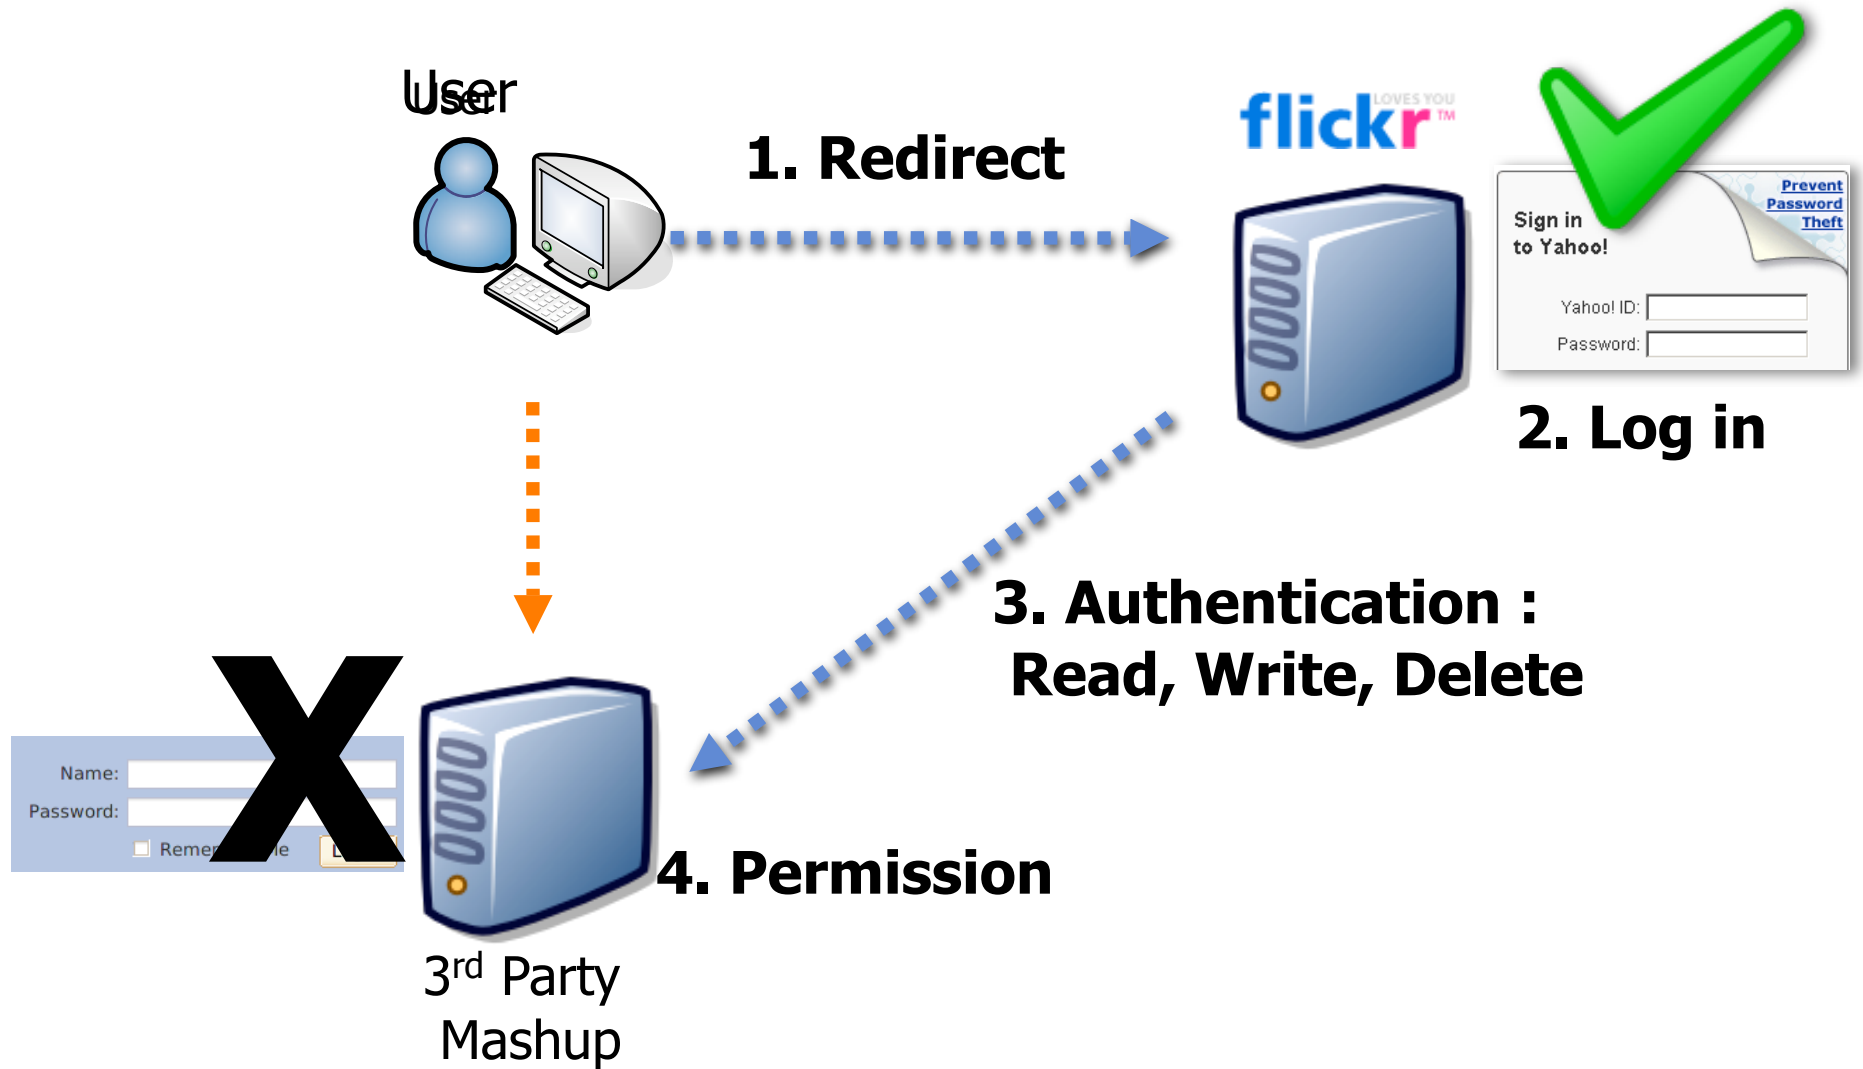 User
User
1. Redirect
flickr LOVES YOU ™
Prevent
Password
Theft
Sign in
to Yahoo!
Yahoo! ID:
Password:
2. Log in
3. Authentication :
Read, Write, Delete
Name:
Password:
4. Permission
3rd Party
Mashup